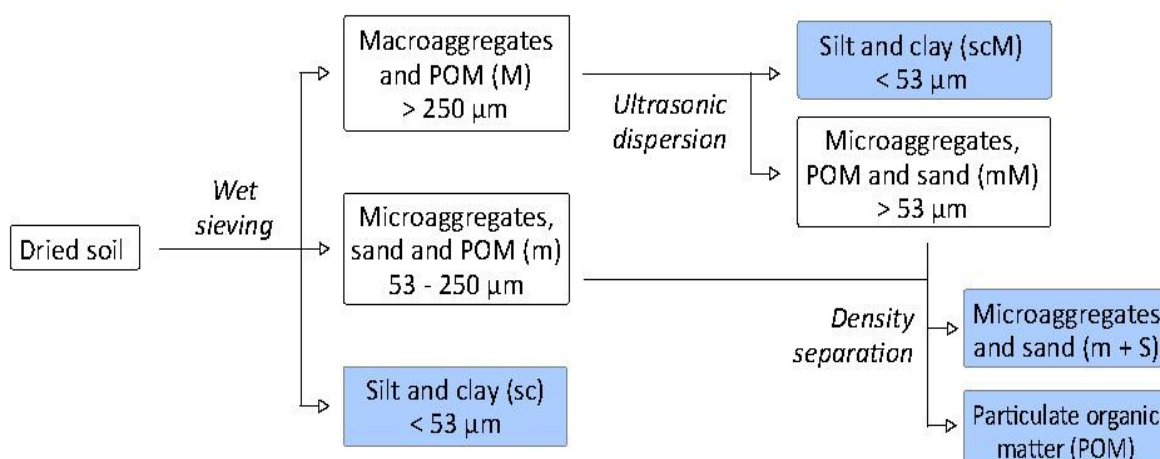 Dried soil
Wet
sieving
Macroaggregates
and POM (M)
> 250 µm
Microaggregates,
sand and POM (m)
53 - 250 µm
Silt and clay (sc)
< 53 µm
Ultrasonic
dispersion
Silt and clay (scM)
< 53 µm
Microaggregates,
POM and sand (mM)
> 53 µm
Density
separation
Microaggregates
and sand (m + S)
Particulate organic
matter (POM)